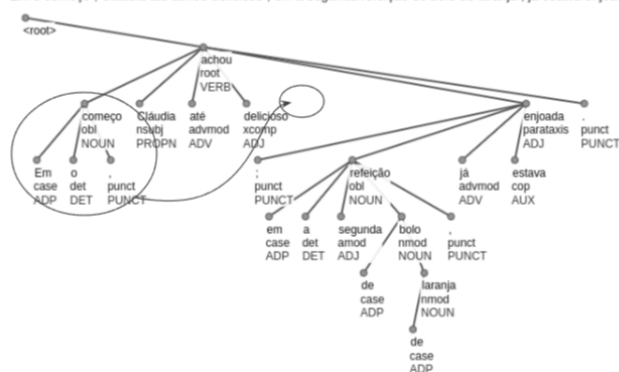 <root>
achou
root
VERB
começo
obl
NOUN
Cláudia
nsubj
PROPN
até
advmod
ADV
delicioso
xcomp
ADJ
enjoada
parataxis
ADJ
.
punct
PUNCT
Em
case
ADP
o
det
DET
,
punct
PUNCT
;
punct
PUNCT
refeição
obl
NOUN
já
advmod
ADV
estava
cop
AUX
em
case
ADP
a
det
DET
segunda
amod
ADJ
bolo
nmod
NOUN
,
punct
PUNCT
de
case
ADP
laranja
nmod
NOUN
de
case
ADP